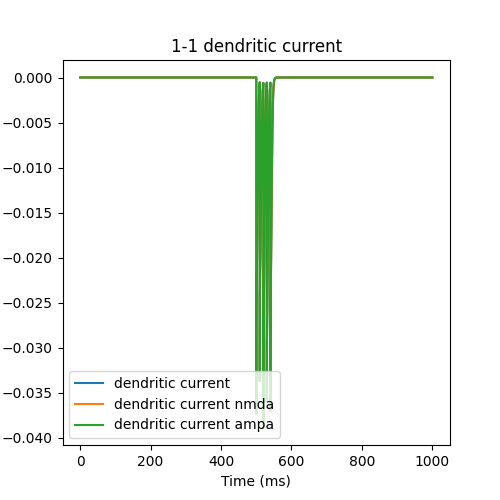 1-1 dendritic current
0.000
−0.005
−0.010
−0.015
−0.020
−0.025
−0.030
−0.035
−0.040
dendritic current
dendritic current nmda
dendritic current ampa
0 200 400 600 800 1000
Time (ms)